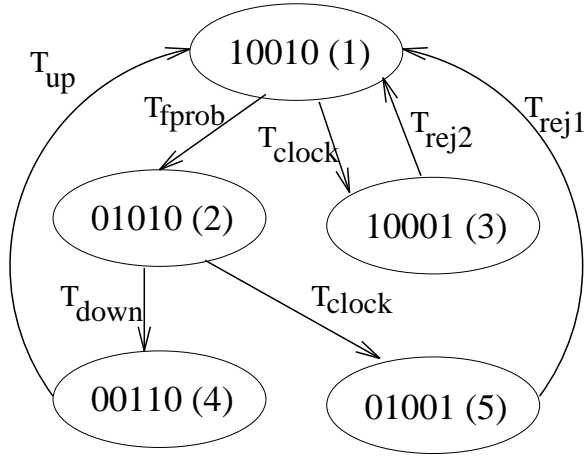 10010 (1)
T_up
T_fprob
T_clock
T_rej2
T_rej1
01010 (2)
10001 (3)
T_down
T_clock
00110 (4)
01001 (5)